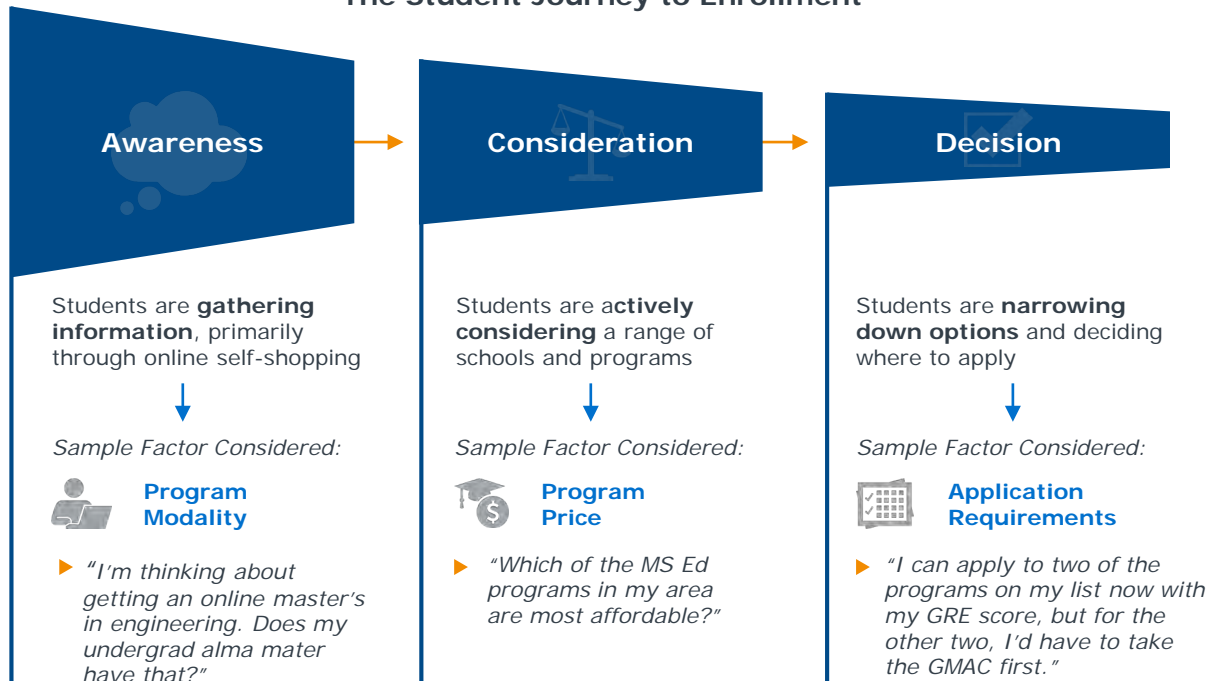 The Student Journey to Enrollment
Awareness
Consideration
Decision
Students are gathering
information, primarily
through online self-shopping
Sample Factor Considered:
Program
Modality
"I'm thinking about
getting an online master's
in engineering. Does my
undergrad alma mater
have that?"
Students are actively
considering a range of
schools and programs
Sample Factor Considered:
$
Program
Price
"Which of the MS Ed
programs in my area
are most affordable?"
Students are narrowing
down options and deciding
where to apply
Sample Factor Considered:
Application
Requirements
"I can apply to two of the
programs on my list now with
my GRE score, but for the
other two, I'd have to take
the GMAC first."